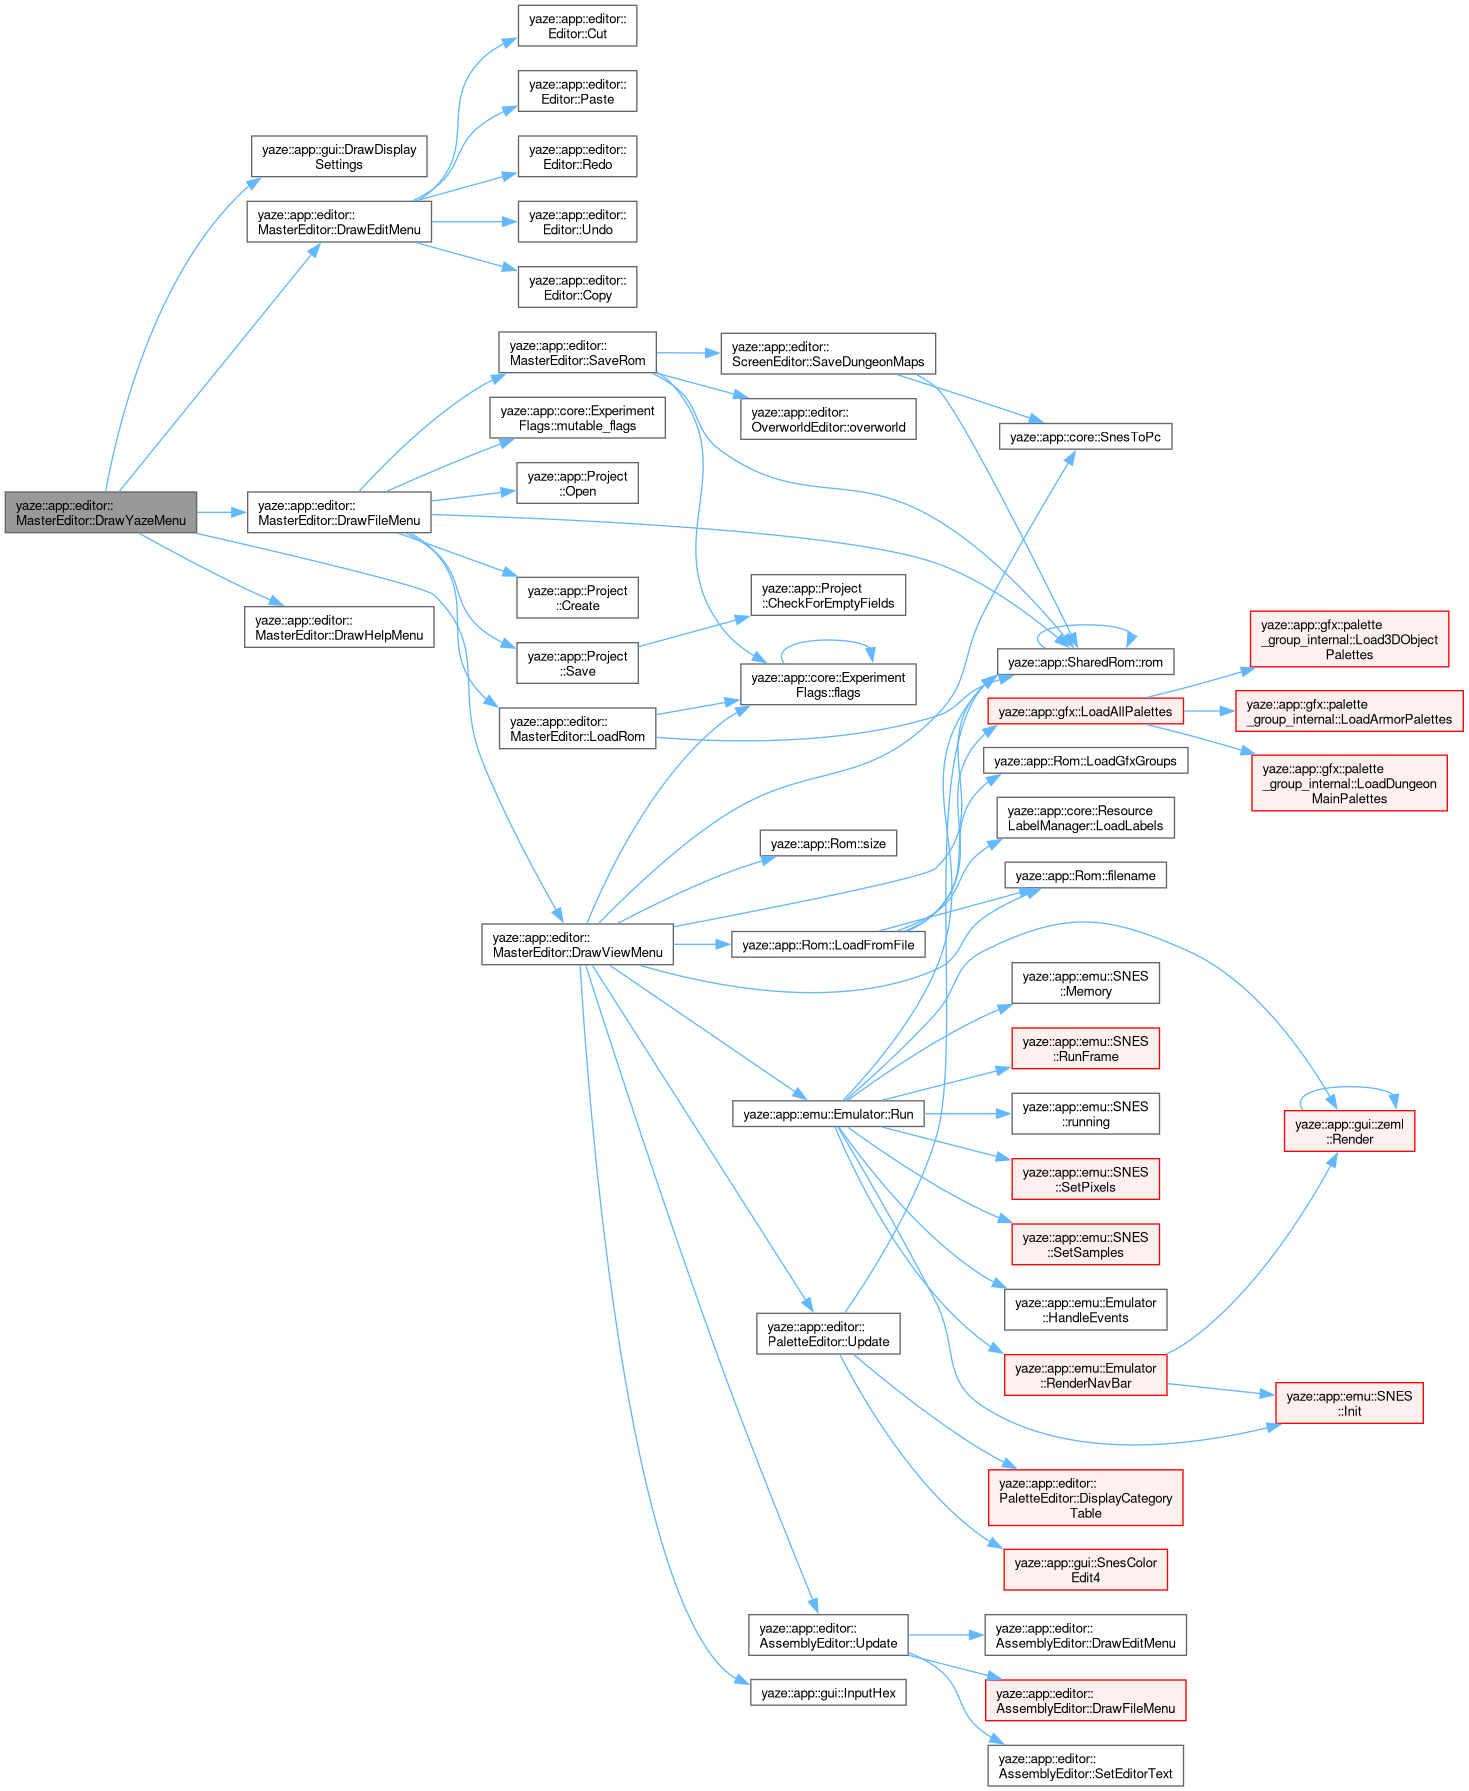 yaze::app::editor::
Editor::Cut
yaze::app::editor::
Editor::Paste
yaze::app::gui::DrawDisplay
Settings
yaze::app::editor::
Editor::Redo
yaze::app::editor::
MasterEditor::DrawEditMenu
yaze::app::editor::
Editor::Undo
yaze::app::editor::
Editor::Copy
yaze::app::editor::
MasterEditor::SaveRom
yaze::app::editor::
ScreenEditor::SaveDungeonMaps
yaze::app::core::Experiment
Flags::mutable_flags
yaze::app::editor::
OverworldEditor::overworld
yaze::app::core::SnesToPc
yaze::app::Project
::Open
yaze::app::editor::
MasterEditor::DrawYazeMenu
yaze::app::editor::
MasterEditor::DrawFileMenu
yaze::app::Project
::Create
yaze::app::Project
::CheckForEmptyFields
yaze::app::editor::
MasterEditor::DrawHelpMenu
yaze::app::Project
::Save
yaze::app::core::Experiment
Flags::flags
yaze::app::SharedRom::rom
yaze::app::gfx::palette
_group_internal::Load3DObject
Palettes
yaze::app::editor::
MasterEditor::LoadRom
yaze::app::gfx::LoadAllPalettes
yaze::app::gfx::palette
_group_internal::LoadArmorPalettes
yaze::app::Rom::LoadGfxGroups
yaze::app::gfx::palette
_group_internal::LoadDungeon
MainPalettes
yaze::app::core::Resource
LabelManager::LoadLabels
yaze::app::Rom::size
yaze::app::Rom::filename
yaze::app::editor::
MasterEditor::DrawViewMenu
yaze::app::Rom::LoadFromFile
yaze::app::emu::SNES
::Memory
yaze::app::emu::SNES
::RunFrame
yaze::app::emu::Emulator::Run
yaze::app::emu::SNES
::running
yaze::app::gui::zeml
::Render
yaze::app::emu::SNES
::SetPixels
yaze::app::emu::SNES
::SetSamples
yaze::app::emu::Emulator
::HandleEvents
yaze::app::editor::
PaletteEditor::Update
yaze::app::emu::Emulator
::RenderNavBar
yaze::app::emu::SNES
::Init
yaze::app::editor::
PaletteEditor::DisplayCategory
Table
yaze::app::gui::SnesColor
Edit4
yaze::app::editor::
AssemblyEditor::Update
yaze::app::editor::
AssemblyEditor::DrawEditMenu
yaze::app::gui::InputHex
yaze::app::editor::
AssemblyEditor::DrawFileMenu
yaze::app::editor::
AssemblyEditor::SetEditorText